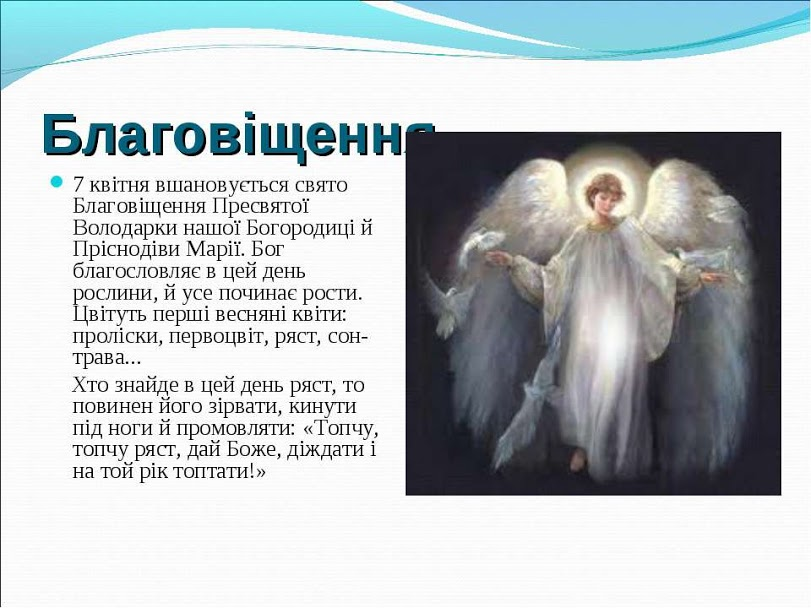 Благовіщення
7 квітня вшановується свято
Благовіщення Пресвятої
Володарки нашої Богородиці й
Пріснодіви Марії. Бог
благословляє в цей день
рослини, й усе починає рости.
Цвітуть перші весняні квіти:
проліски, первоцвіт, ряст, сон-
трава...
Хто знайде в цей день ряст, то
повинен його зірвати, кинути
під ноги й промовляти: «Топчу,
топчу ряст, дай Боже, діждати і
на той рік топтати!»